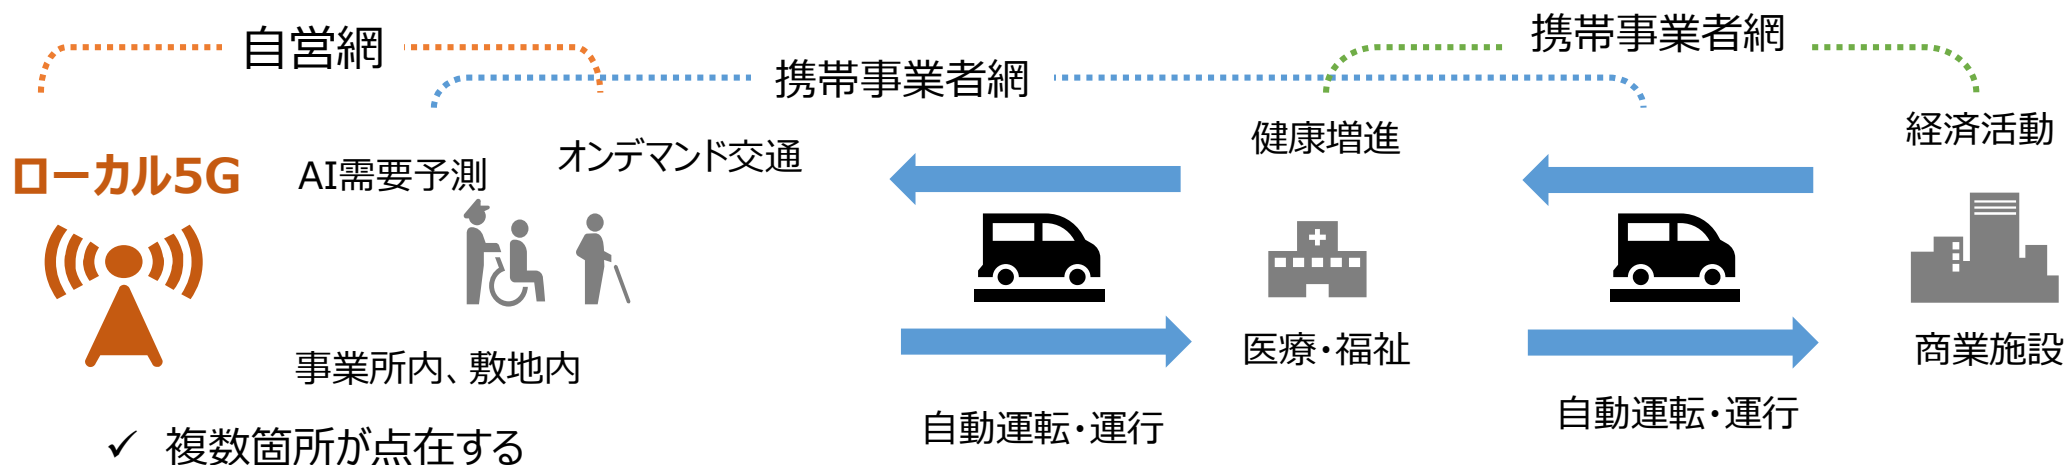 自営網
携帯事業者網
携帯事業者網
ローカル5G
AI需要予測
オンデマンド交通
健康増進
経済活動
事業所内、敷地内
医療・福祉
商業施設
自動運転・運行
自動運転・運行
✓ 複数箇所が点在する